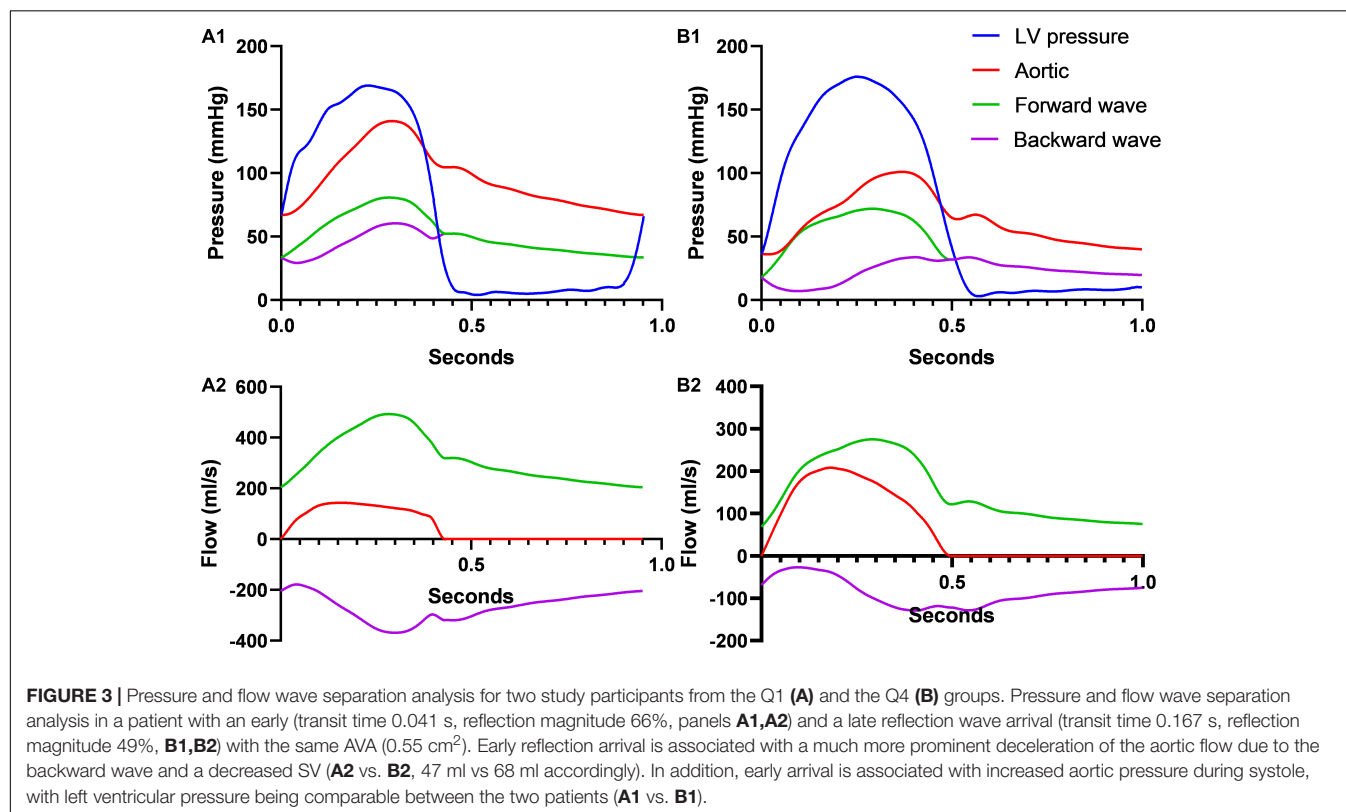 A1
200
150
100
50
0
Pressure (mmHg)
0.0
0.5
1.0
Seconds
B1
200
150
100
50
0
Pressure (mmHg)
0.0
0.5
1.0
Seconds
LV pressure
Aortic
Forward wave
Backward wave
A2
600
400
200
0
-200
-400
Flow (ml/s)
0.5
1.0
Seconds
B2
400
300
200
100
0
-100
-200
Flow (ml/s)
0.5
1.0
Seconds
FIGURE 3 | Pressure and flow wave separation analysis for two study participants from the Q1 (A) and the Q4 (B) groups. Pressure and flow wave separation
analysis in a patient with an early (transit time 0.041 s, reflection magnitude 66%, panels A1,A2) and a late reflection wave arrival (transit time 0.167 s, reflection
magnitude 49%, B1,B2) with the same AVA (0.55 cm²). Early reflection arrival is associated with a much more prominent deceleration of the aortic flow due to the
backward wave and a decreased SV (A2 vs. B2, 47 ml vs 68 ml accordingly). In addition, early arrival is associated with increased aortic pressure during systole,
with left ventricular pressure being comparable between the two patients (A1 vs. B1).